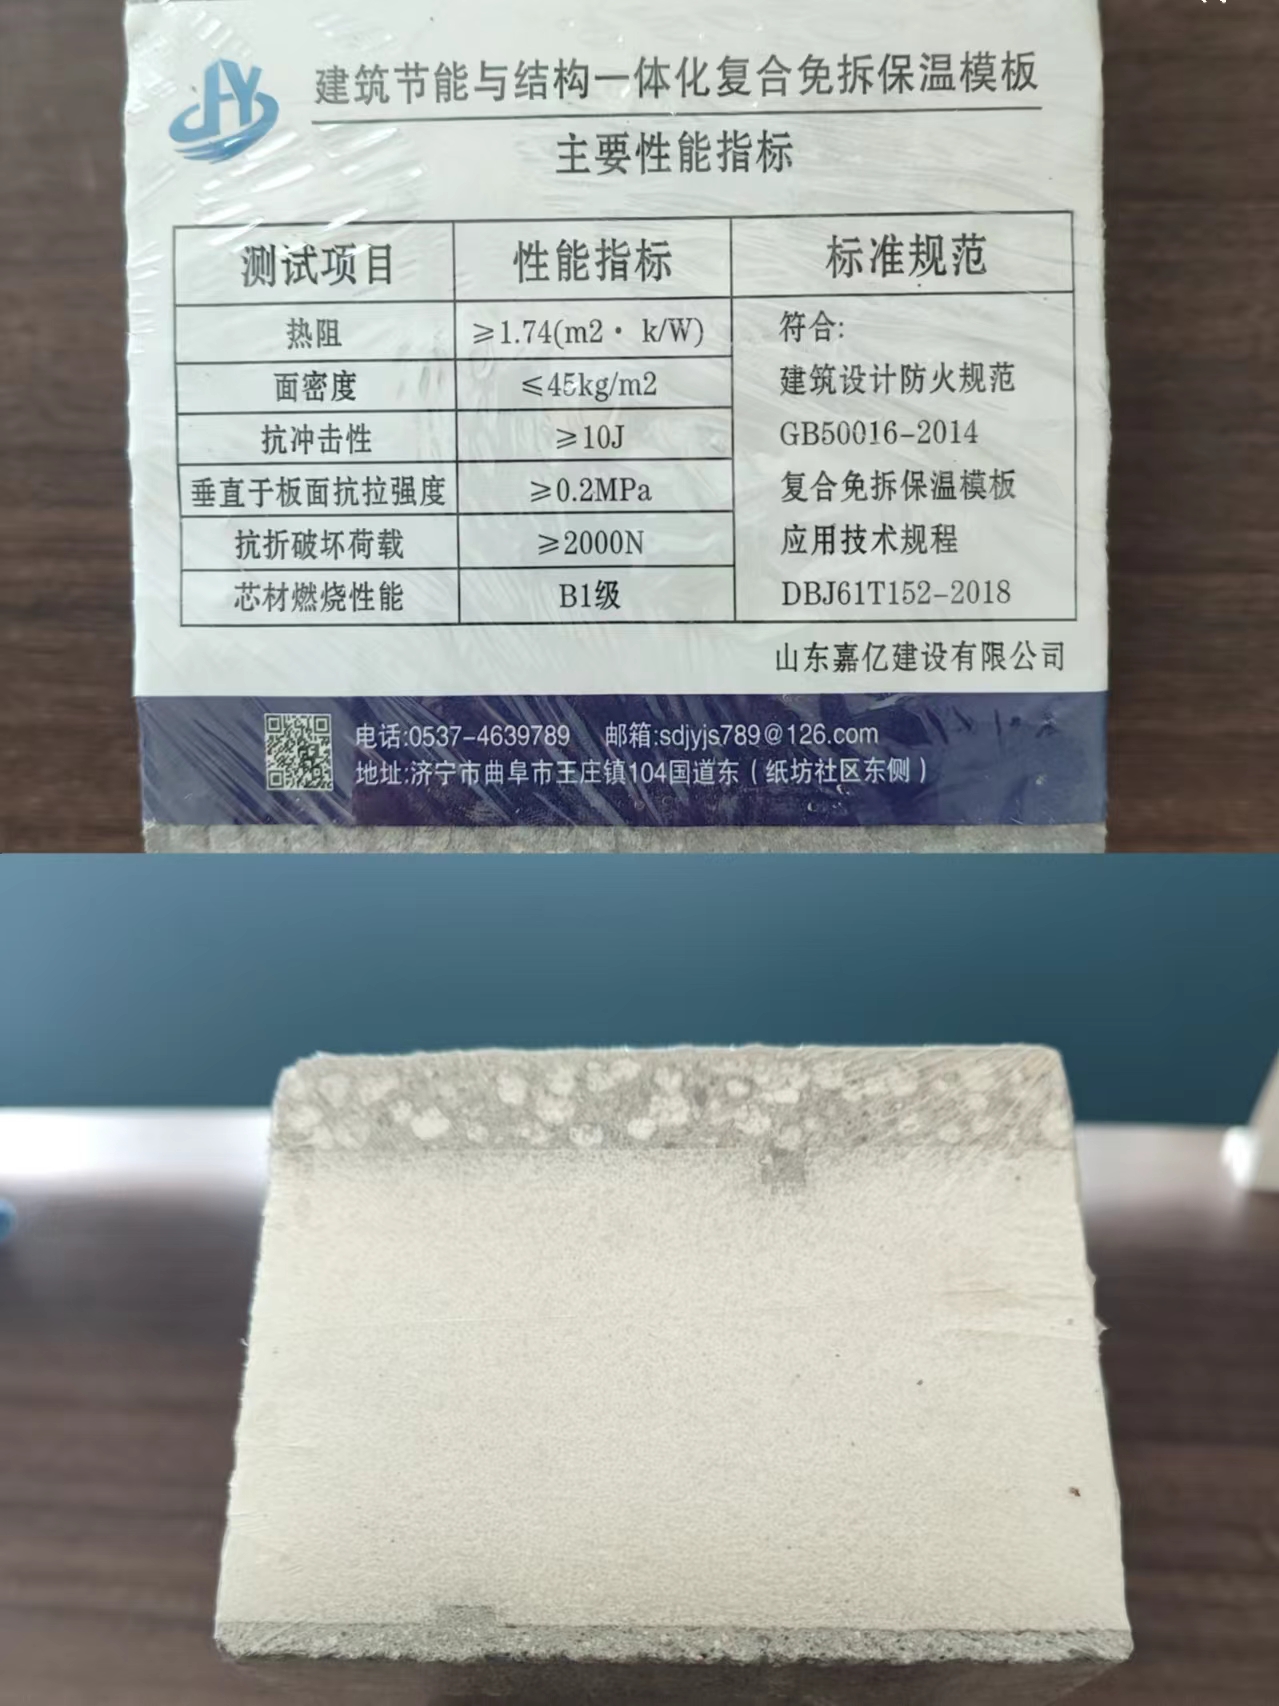 HY
建筑节能与结构一体化复合免拆保温模板
主要性能指标
测试项目 性能指标 标准规范
热阻 ≥1.74(m2· k/W)
面密度 ≤45kg/m2
抗冲击性 ≥10J
垂直于板面抗拉强度 ≥0.2MPa
抗折破坏荷载 ≥2000N
芯材燃烧性能 B1级
符合:
建筑设计防火规范
GB50016-2014
复合免拆保温模板
应用技术规程
DBJ61T152-2018
山东嘉亿建设有限公司
电话:0537-4639789 邮箱:sdjyjs789@126.com
地址:济宁市曲阜市王庄镇104国道东（纸坊社区东侧）